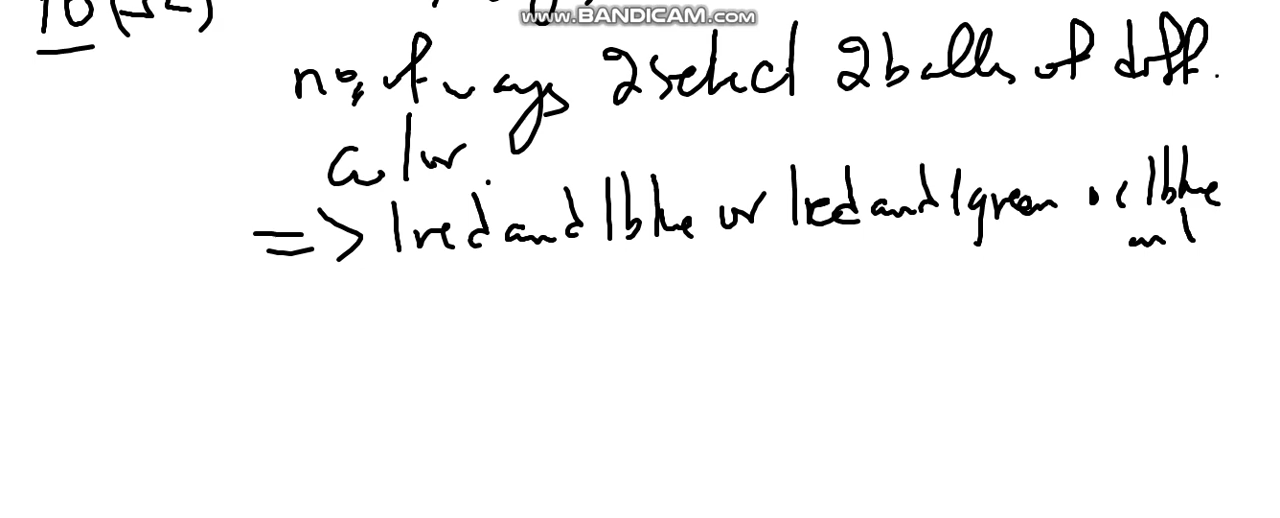 www.BANDICAM.com
no, of ways 2 select 2 balls of diff.
color
=> 1 red and 1 blue or 1 red and 1 green or 1 blue